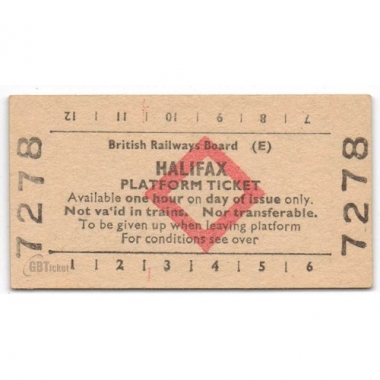 12 11 10 9 8 7
British Railways Board (E)
HALIFAX
PLATFORM TICKET
Available one hour on day of issue only.
Not va'id in trains. Nor transferable.
To be given up when leaving platform
For conditions see over
1 2 3 4 5 6
7278
7278
GBTicket